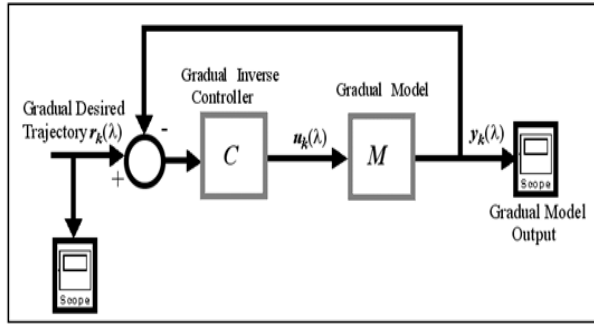 Gradual Inverse
Controller
Gradual Model
Gradual Desired
Trajectory rₖ(λ)
-
+
C
uₖ(λ)
M
yₖ(λ)
Scope
Gradual Model
Output
Scope